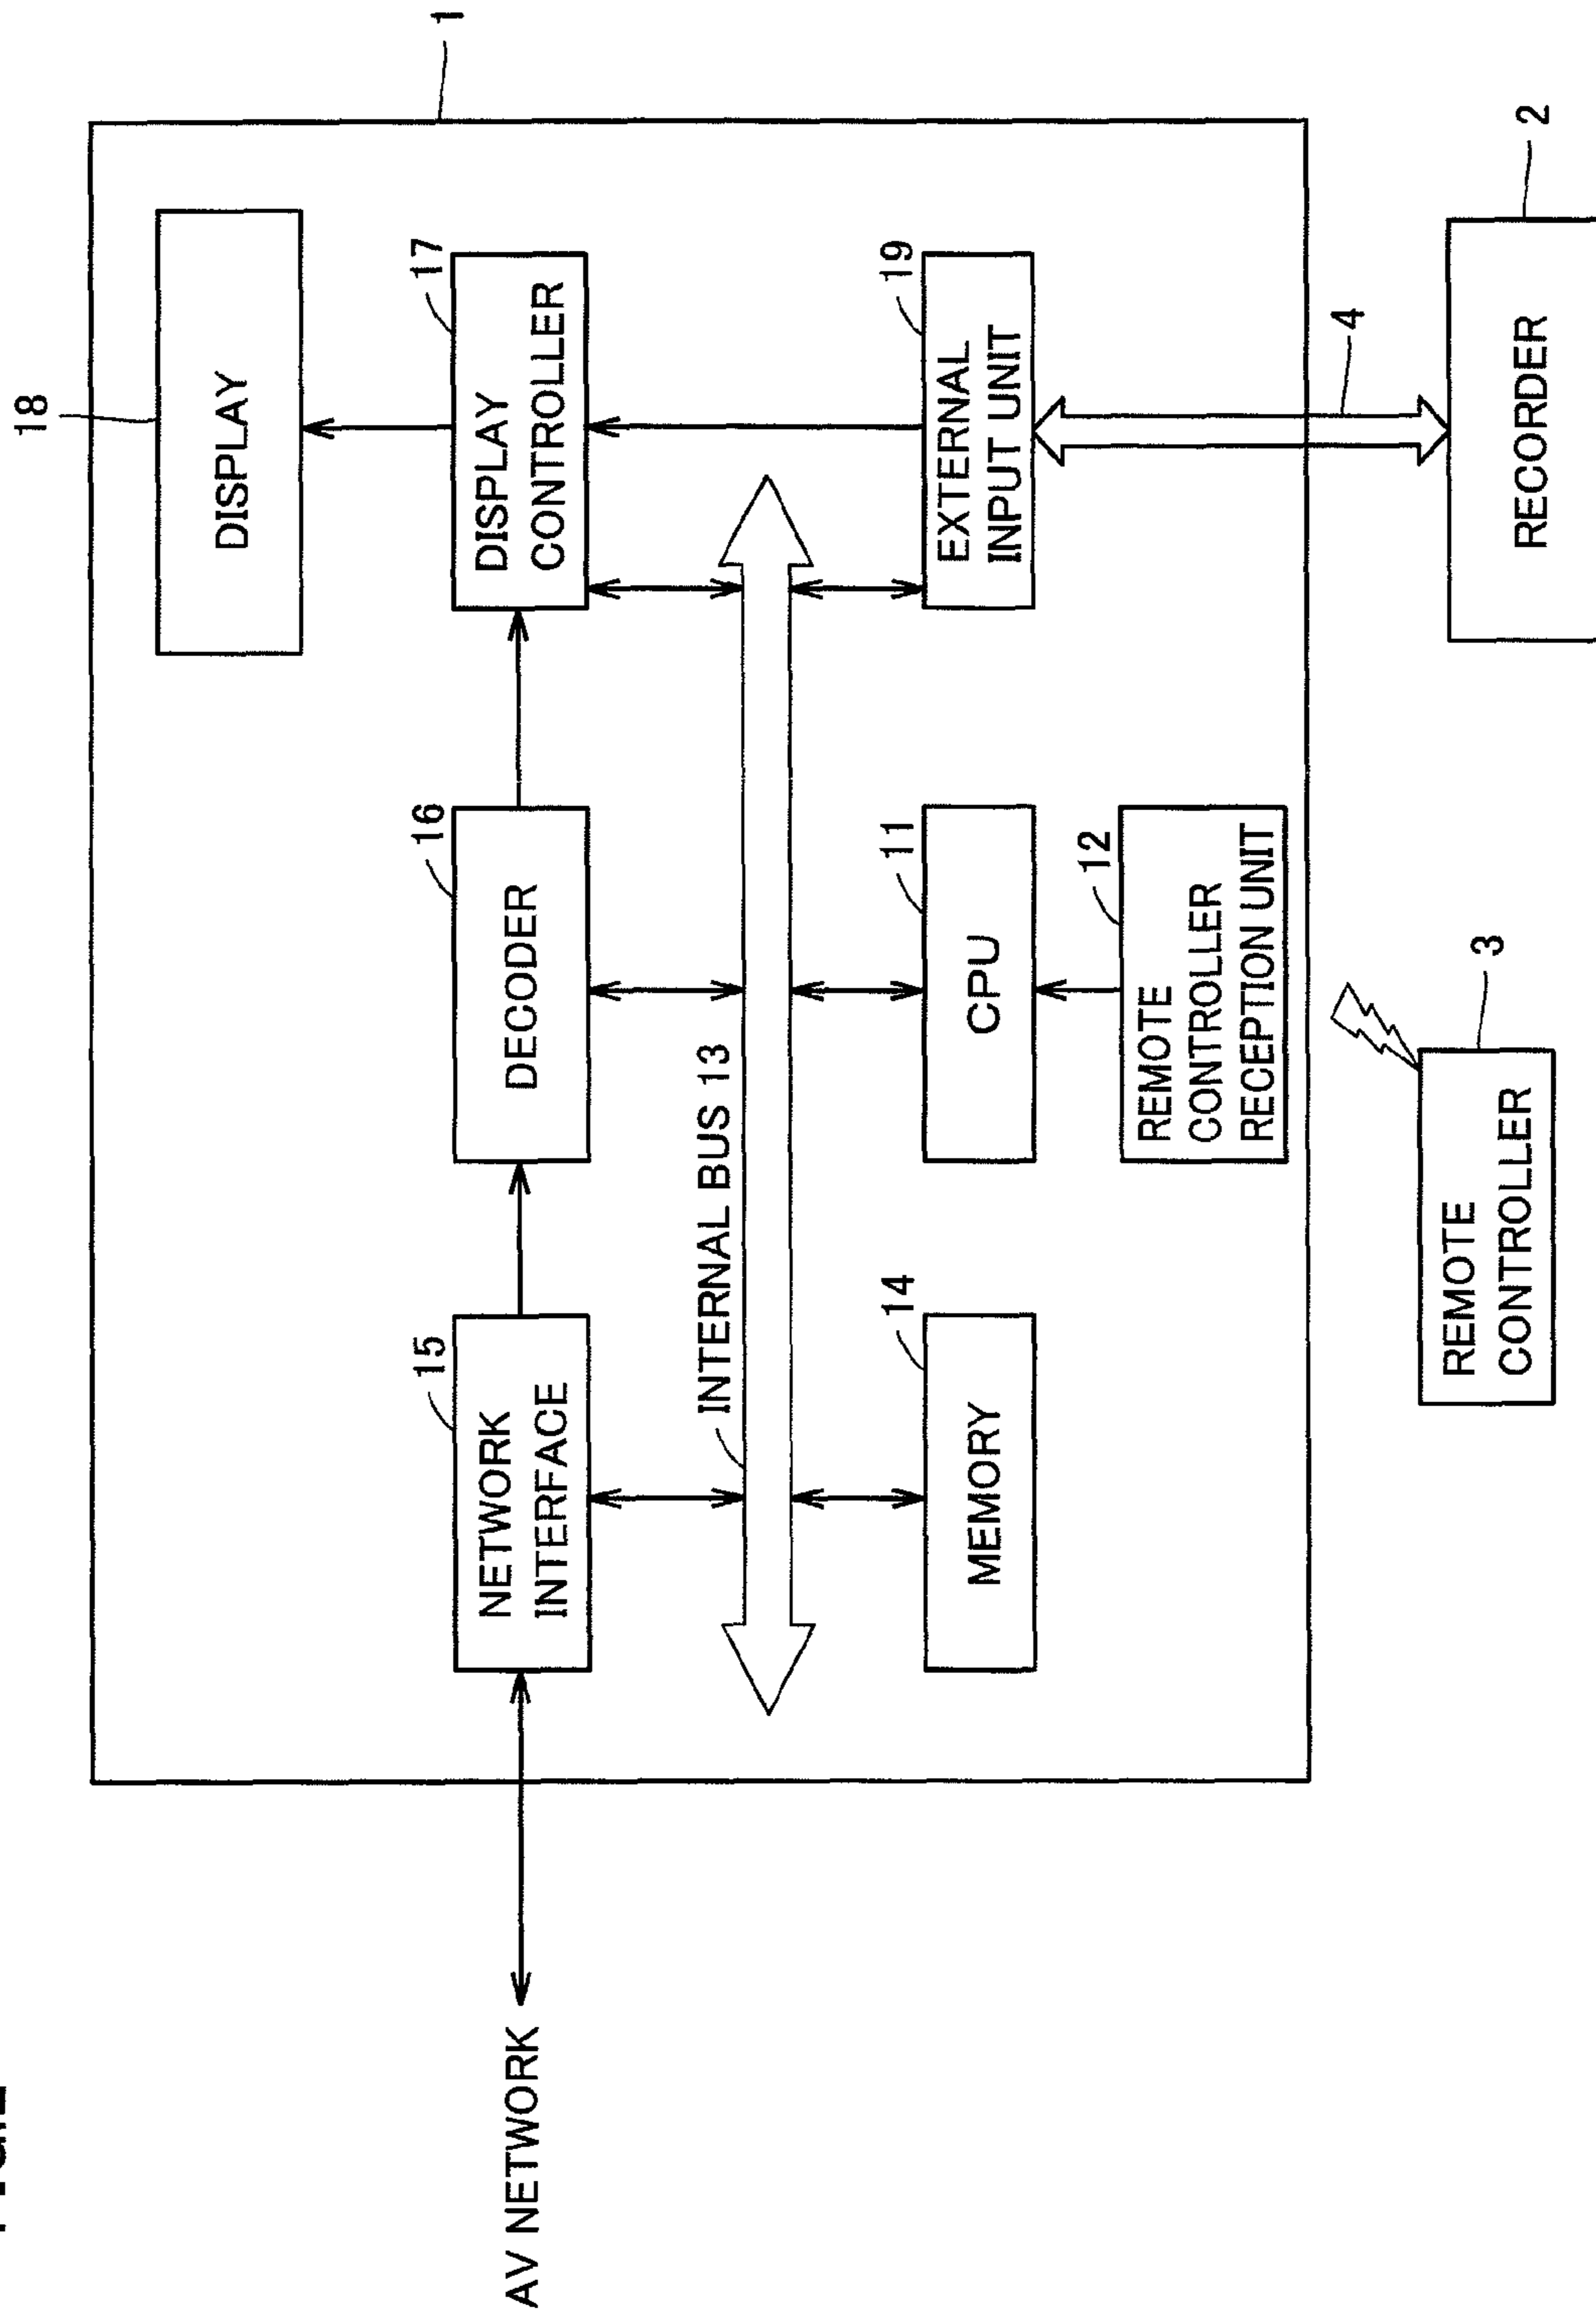 18
DISPLAY
1
15
NETWORK
INTERFACE
16
DECODER
17
DISPLAY
CONTROLLER
AV NETWORK
INTERNAL BUS 13
14
MEMORY
11
CPU
19
EXTERNAL
INPUT UNIT
12
REMOTE
CONTROLLER
RECEPTION UNIT
4
3
REMOTE
CONTROLLER
2
RECORDER